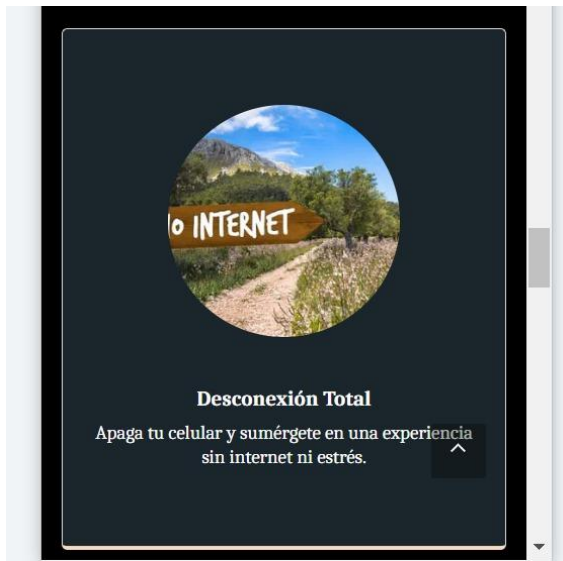 o INTERNET
Desconexión Total
Apaga tu celular y sumérgete en una experiencia
sin internet ni estrés.